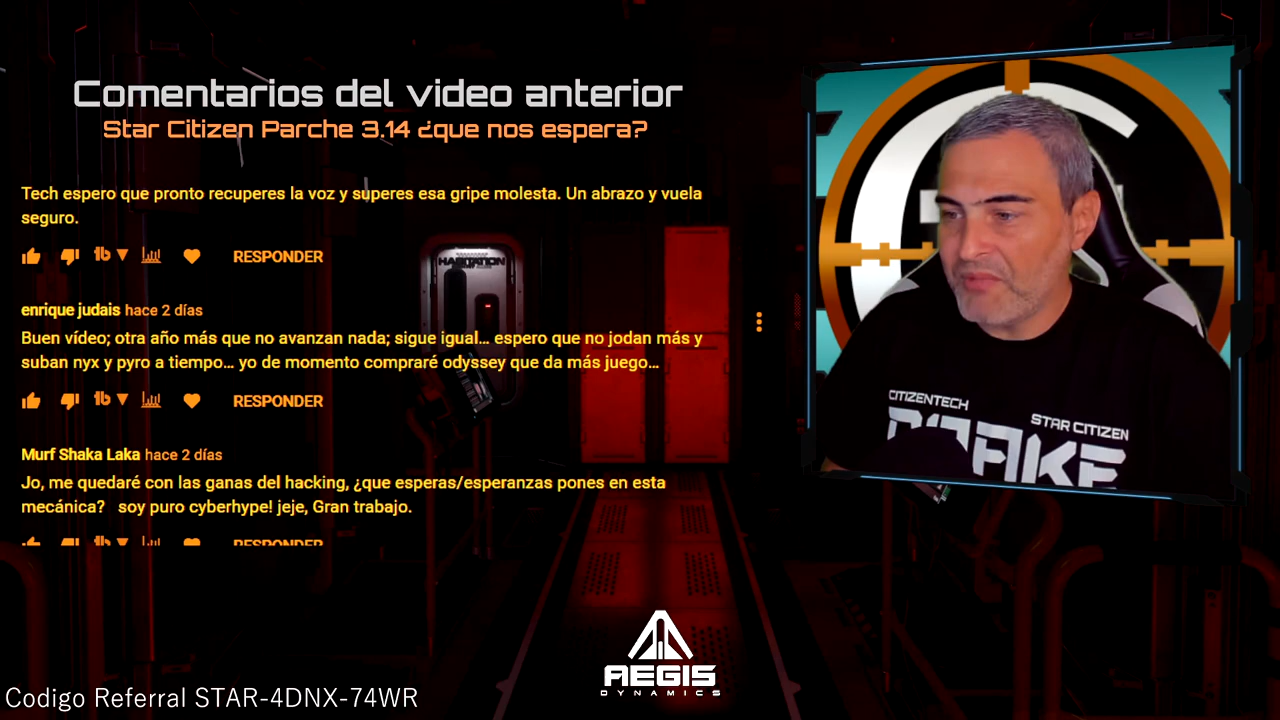 Comentarios del video anterior
Star Citizen Parche 3.14 ¿que nos espera?
Tech espero que pronto recuperes la voz y superes esa gripe molesta. Un abrazo y vuela
seguro.
RESPONDER
enrique judais hace 2 días
Buen vídeo; otra año más que no avanzan nada; sigue igual... espero que no jodan más y
suban nyx y pyro a tiempo... yo de momento compraré odyssey que da más juego...
RESPONDER
Murf Shaka Laka hace 2 días
Jo, me quedaré con las ganas del hacking, ¿que esperas/esperanzas pones en esta
mecánica? soy puro cyberhype! jeje, Gran trabajo.
RESPONDER
HABITATION
CITIZENTECH
STAR CITIZEN
DRAKE
AEGIS
DYNAMICS
Codigo Referral STAR-4DNX-74WR